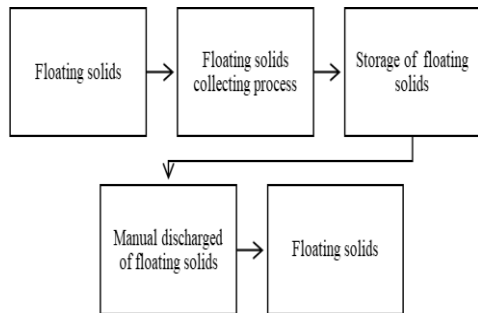 Floating solids
Floating solids
collecting process
Storage of floating
solids
Manual discharged
of floating solids
Floating solids